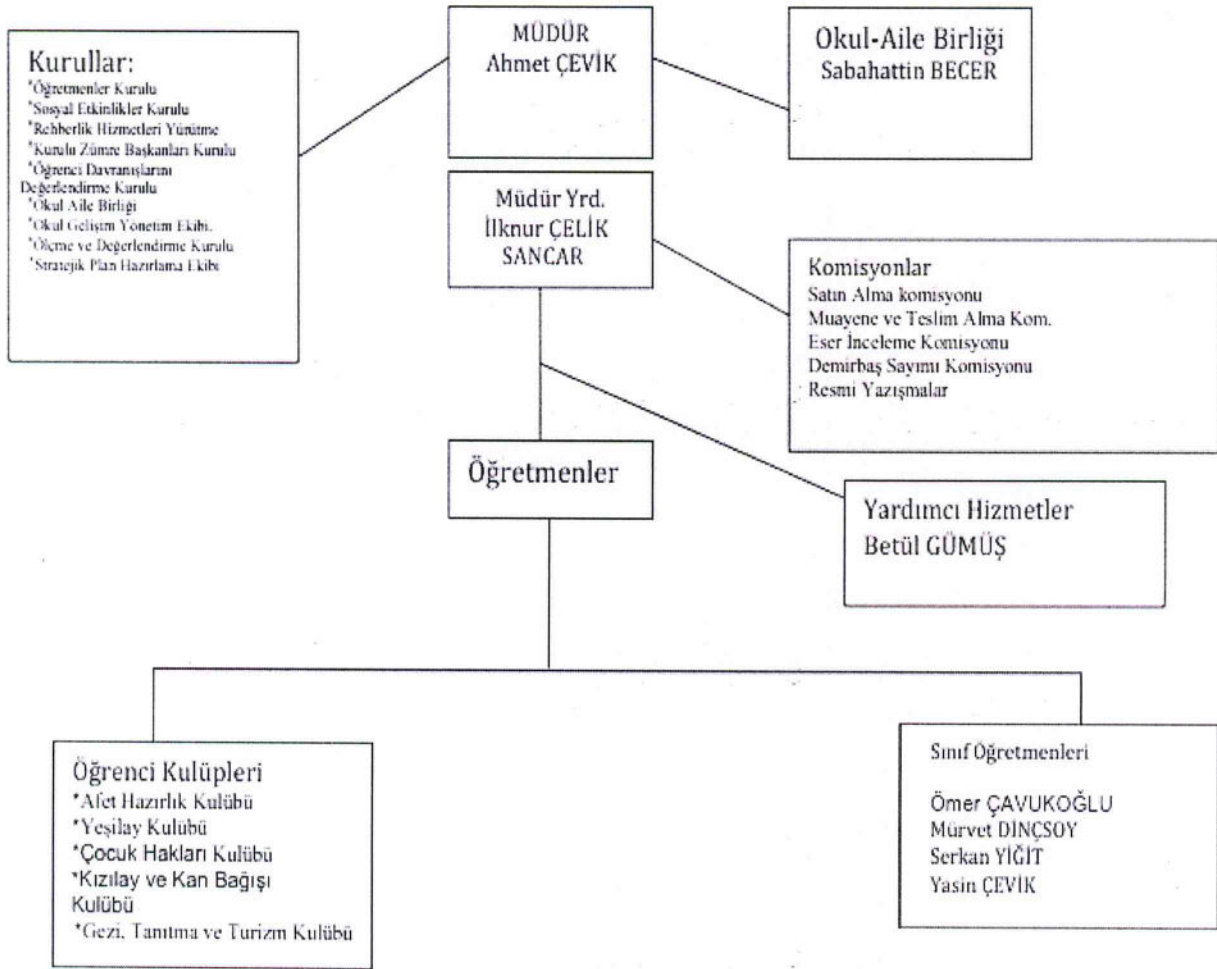 MÜDÜR
Ahmet ÇEVİK
Okul-Aile Birliği
Sabahattin BECER
Kurullar:
*Öğretmenler Kurulu
*Sosyal Etkinlikler Kurulu
*Rehberlik Hizmetleri Yürütme
*Kurulu Zümre Başkanları Kurulu
*Öğrenci Davranışlarını
Değerlendirme Kurulu
*Okul Aile Birliği
*Okul Gelişim Yönetim Ekibi.
*Ölçme ve Değerlendirme Kurulu
*Stratejik Plan Hazırlama Ekibi
Müdür Yrd.
İlknur ÇELİK
SANCAR
Komisyonlar
Satın Alma komisyonu
Muayene ve Teslim Alma Kom.
Eser İnceleme Komisyonu
Demirbaş Sayımı Komisyonu
Resmi Yazışmalar
Öğretmenler
Yardımcı Hizmetler
Betül GÜMÜŞ
Öğrenci Kulüpleri
*Afet Hazırlık Kulübü
*Yeşilay Kulübü
*Çocuk Hakları Kulübü
*Kızılay ve Kan Bağışı
Kulübü
*Gezi, Tanıtma ve Turizm Kulübü
Sınıf Öğretmenleri
Ömer ÇAVUKOĞLU
Mürvet DİNÇSOY
Serkan YİĞİT
Yasin ÇEVİK